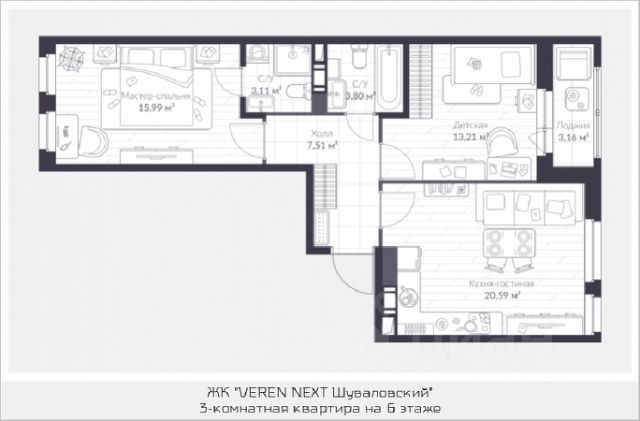 Мастер-спальня
15,99 м²
С/У
3,11 м²
С/У
3,80 м²
Холл
7,51 м²
Детская
13,21 м²
Лоджия
3,16 м²
Кухня-гостиная
20,59 м²
Циан
ЖК "VEREN NEXT Шуваловский"
3-комнатная квартира на 6 этаже